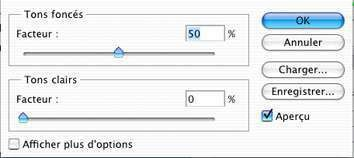 Tons foncés
Facteur : 50 %
Tons clairs
Facteur : 0 %
Afficher plus d'options
OK
Annuler
Charger...
Enregistrer...
Aperçu